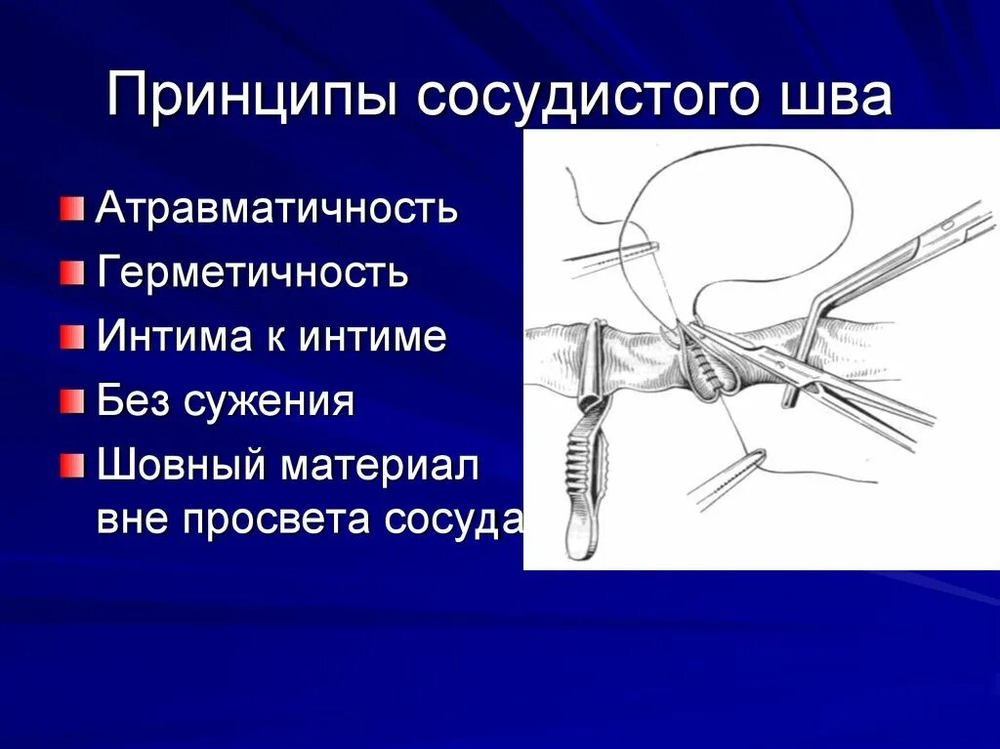 Принципы сосудистого шва
Атравматичность
Герметичность
Интима к интиме
Без сужения
Шовный материал
вне просвета сосуда